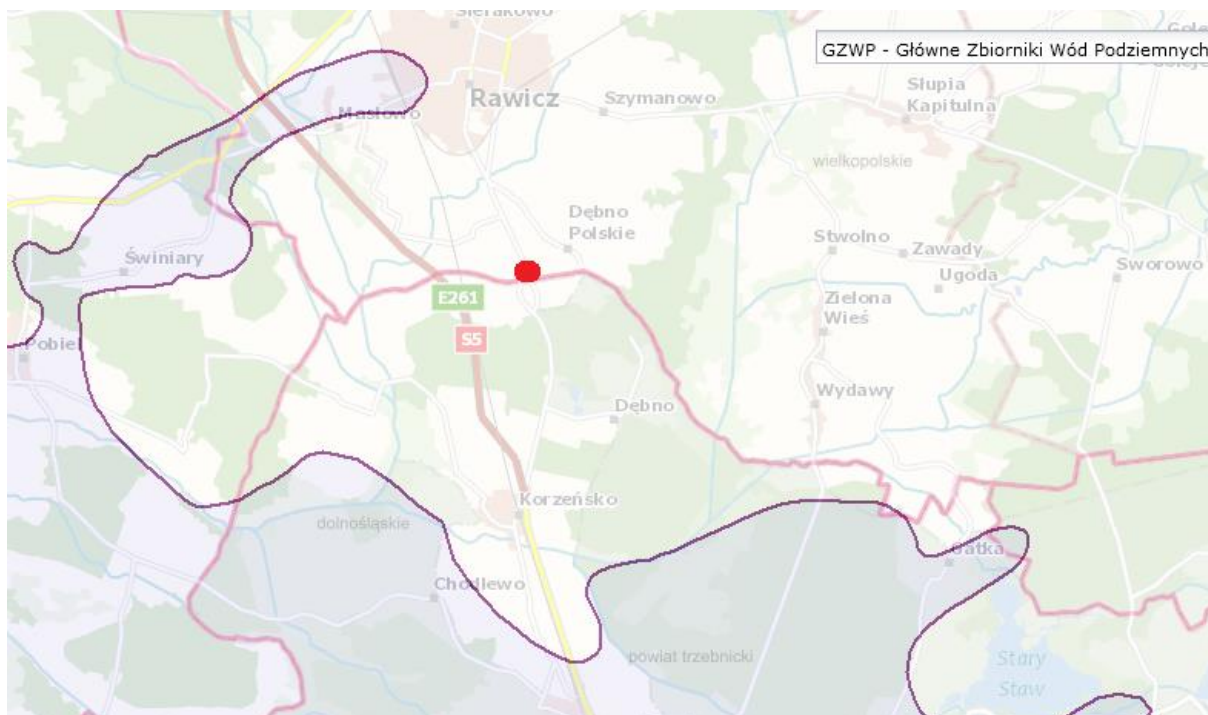 Sierakowo
GZWP - Główne Zbiorniki Wód Podziemnych
Rawicz
Szymanowo
Słupia
Kapitulna
Masłowo
wielkopolskie
Dębno
Polskie
Stwolno
Zawady
Ugoda
Sworowo
Świniary
E261
Zielona
Wieś
S5
Pobiel
Wydawy
Dębno
Korzeńsko
dolnośląskie
Chodlewo
powiat trzebnicki
Stary
Staw